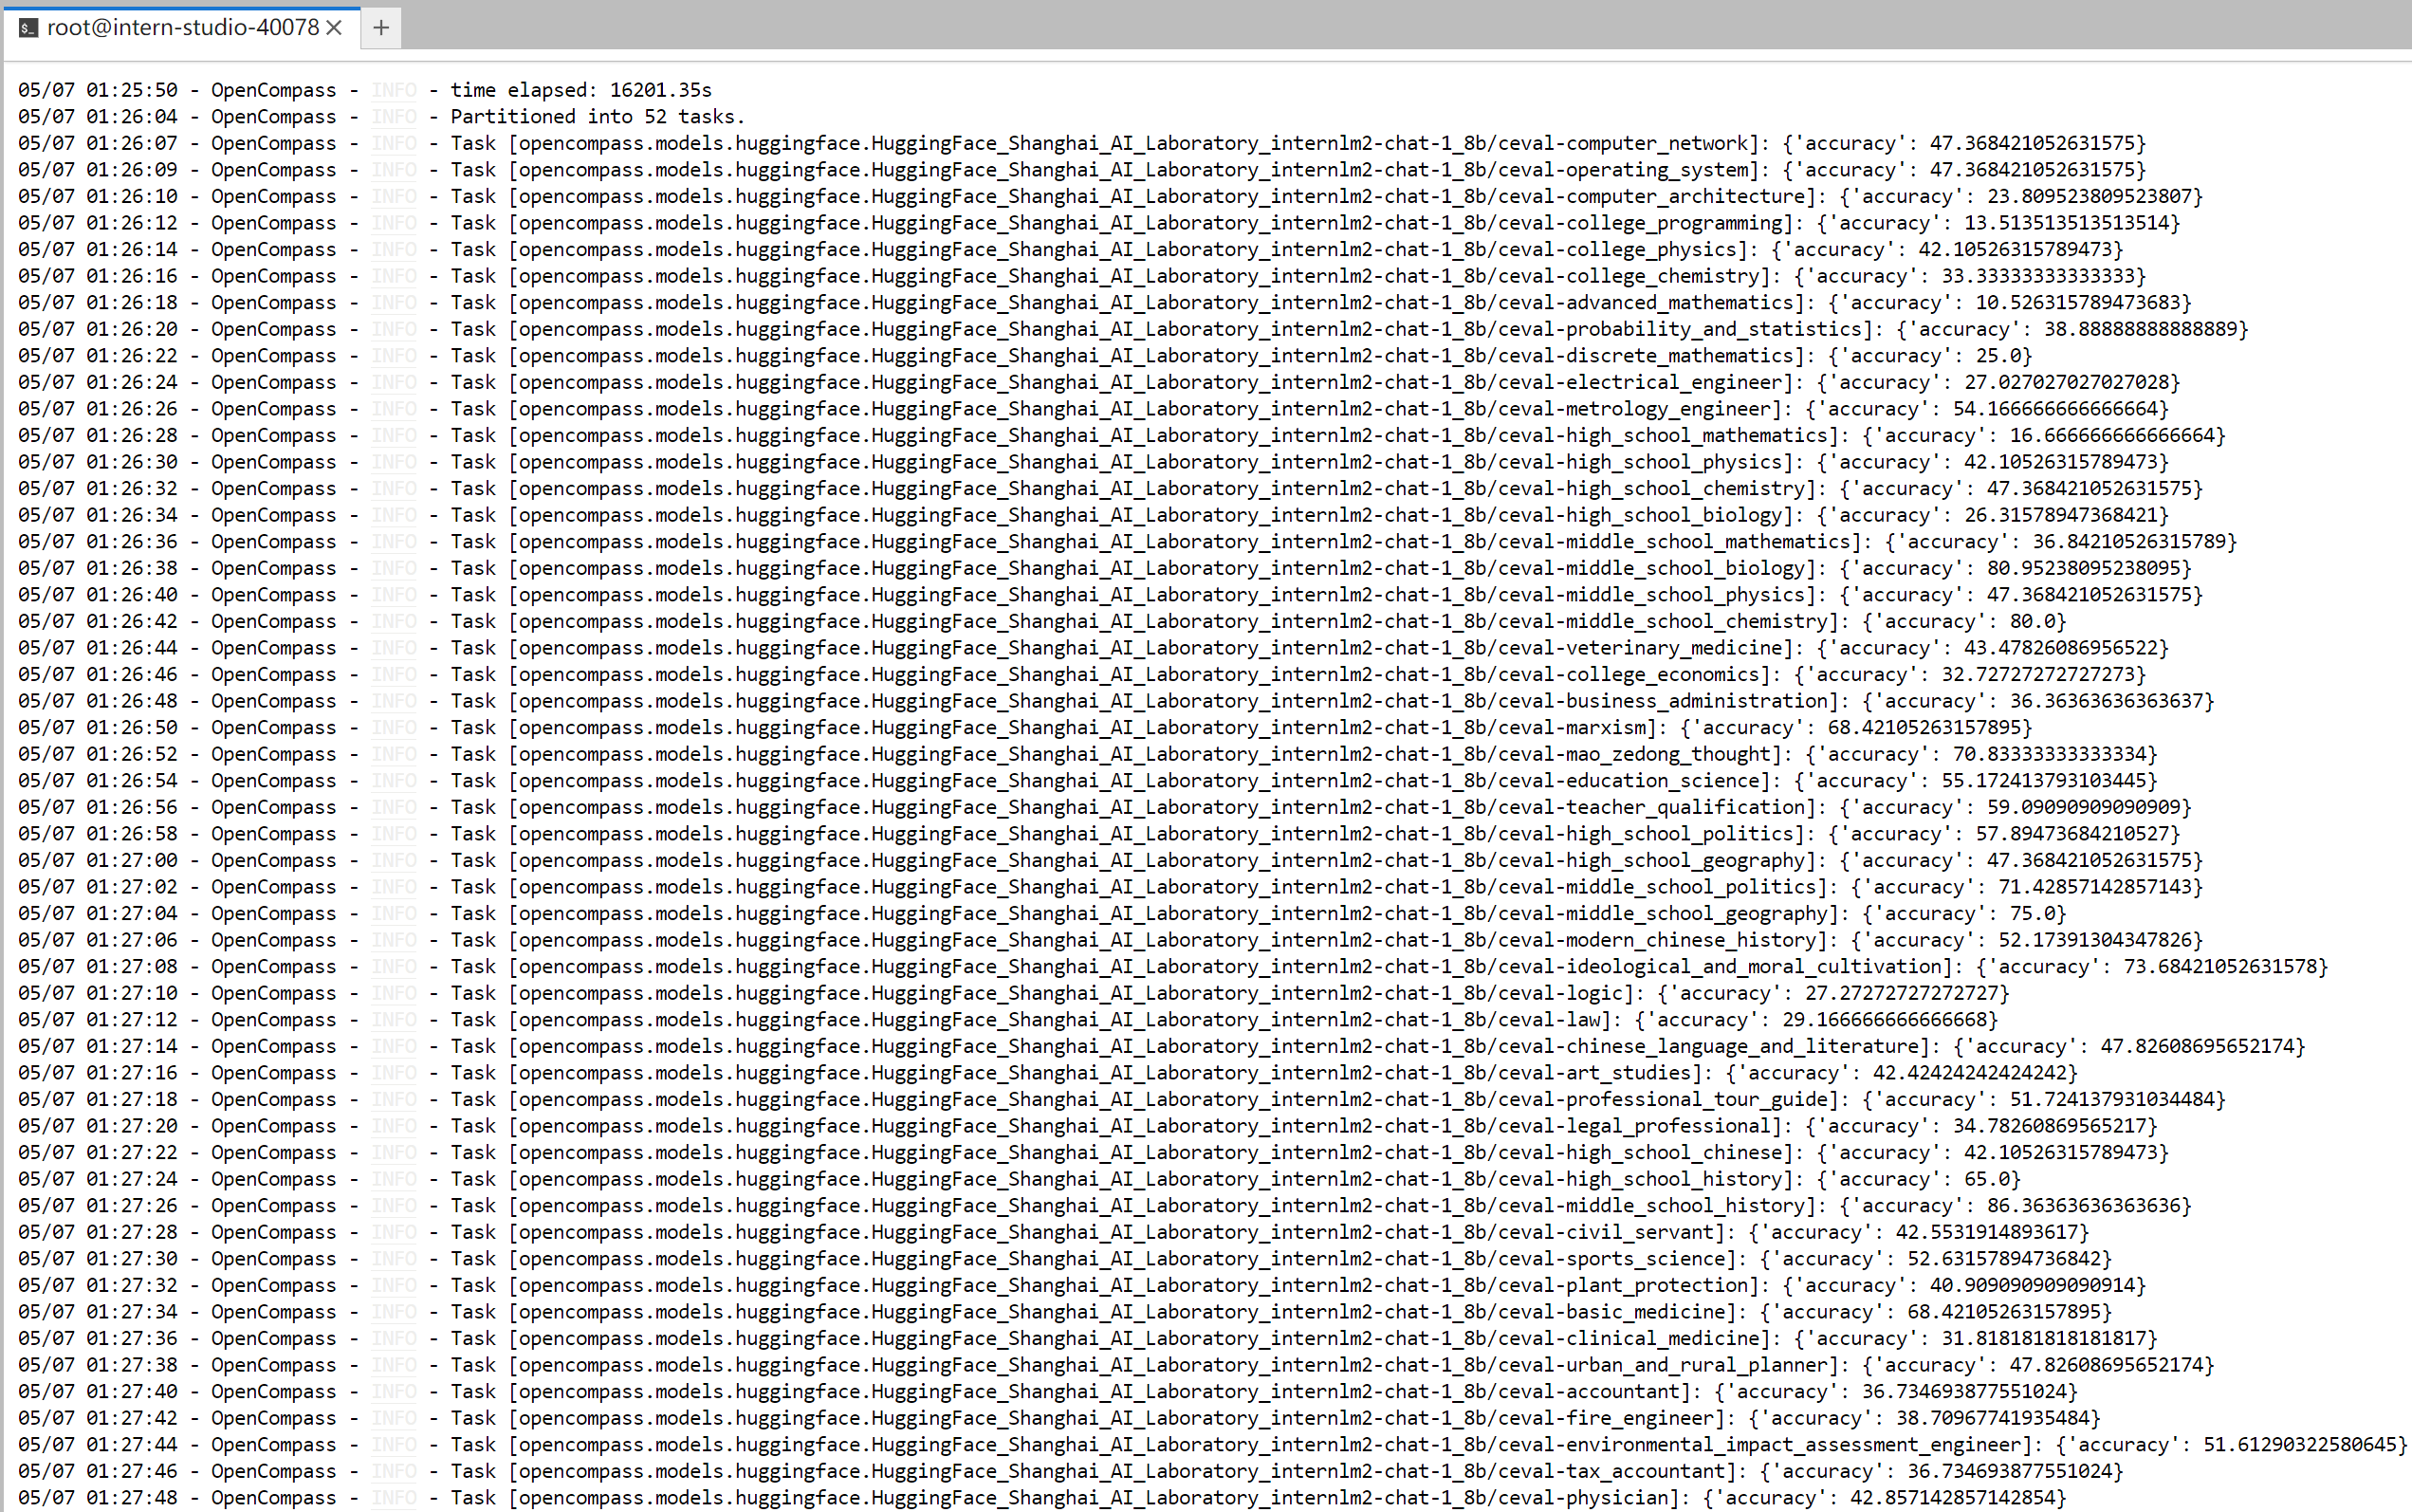 root@intern-studio-40078
05/07 01:25:50 - OpenCompass - INFO - time elapsed: 16201.35s
05/07 01:26:04 - OpenCompass - INFO - Partitioned into 52 tasks.
05/07 01:26:07 - OpenCompass - INFO - Task [opencompass.models.huggingface.HuggingFace_Shanghai_AI_Laboratory_internlm2-chat-1_8b/ceval-computer_network]: {'accuracy': 47.368421052631575}
05/07 01:26:09 - OpenCompass - INFO - Task [opencompass.models.huggingface.HuggingFace_Shanghai_AI_Laboratory_internlm2-chat-1_8b/ceval-operating_system]: {'accuracy': 47.368421052631575}
05/07 01:26:10 - OpenCompass - INFO - Task [opencompass.models.huggingface.HuggingFace_Shanghai_AI_Laboratory_internlm2-chat-1_8b/ceval-computer_architecture]: {'accuracy': 23.809523809523807}
05/07 01:26:12 - OpenCompass - INFO - Task [opencompass.models.huggingface.HuggingFace_Shanghai_AI_Laboratory_internlm2-chat-1_8b/ceval-college_programming]: {'accuracy': 13.513513513513514}
05/07 01:26:14 - OpenCompass - INFO - Task [opencompass.models.huggingface.HuggingFace_Shanghai_AI_Laboratory_internlm2-chat-1_8b/ceval-college_physics]: {'accuracy': 42.10526315789473}
05/07 01:26:16 - OpenCompass - INFO - Task [opencompass.models.huggingface.HuggingFace_Shanghai_AI_Laboratory_internlm2-chat-1_8b/ceval-college_chemistry]: {'accuracy': 33.33333333333333}
05/07 01:26:18 - OpenCompass - INFO - Task [opencompass.models.huggingface.HuggingFace_Shanghai_AI_Laboratory_internlm2-chat-1_8b/ceval-advanced_mathematics]: {'accuracy': 10.526315789473683}
05/07 01:26:20 - OpenCompass - INFO - Task [opencompass.models.huggingface.HuggingFace_Shanghai_AI_Laboratory_internlm2-chat-1_8b/ceval-probability_and_statistics]: {'accuracy': 38.88888888888889}
05/07 01:26:22 - OpenCompass - INFO - Task [opencompass.models.huggingface.HuggingFace_Shanghai_AI_Laboratory_internlm2-chat-1_8b/ceval-discrete_mathematics]: {'accuracy': 25.0}
05/07 01:26:24 - OpenCompass - INFO - Task [opencompass.models.huggingface.HuggingFace_Shanghai_AI_Laboratory_internlm2-chat-1_8b/ceval-electrical_engineer]: {'accuracy': 27.027027027027028}
05/07 01:26:26 - OpenCompass - INFO - Task [opencompass.models.huggingface.HuggingFace_Shanghai_AI_Laboratory_internlm2-chat-1_8b/ceval-metrology_engineer]: {'accuracy': 54.166666666666664}
05/07 01:26:28 - OpenCompass - INFO - Task [opencompass.models.huggingface.HuggingFace_Shanghai_AI_Laboratory_internlm2-chat-1_8b/ceval-high_school_mathematics]: {'accuracy': 16.666666666666664}
05/07 01:26:30 - OpenCompass - INFO - Task [opencompass.models.huggingface.HuggingFace_Shanghai_AI_Laboratory_internlm2-chat-1_8b/ceval-high_school_physics]: {'accuracy': 42.10526315789473}
05/07 01:26:32 - OpenCompass - INFO - Task [opencompass.models.huggingface.HuggingFace_Shanghai_AI_Laboratory_internlm2-chat-1_8b/ceval-high_school_chemistry]: {'accuracy': 47.368421052631575}
05/07 01:26:34 - OpenCompass - INFO - Task [opencompass.models.huggingface.HuggingFace_Shanghai_AI_Laboratory_internlm2-chat-1_8b/ceval-high_school_biology]: {'accuracy': 26.31578947368421}
05/07 01:26:36 - OpenCompass - INFO - Task [opencompass.models.huggingface.HuggingFace_Shanghai_AI_Laboratory_internlm2-chat-1_8b/ceval-middle_school_mathematics]: {'accuracy': 36.84210526315789}
05/07 01:26:38 - OpenCompass - INFO - Task [opencompass.models.huggingface.HuggingFace_Shanghai_AI_Laboratory_internlm2-chat-1_8b/ceval-middle_school_biology]: {'accuracy': 80.95238095238095}
05/07 01:26:40 - OpenCompass - INFO - Task [opencompass.models.huggingface.HuggingFace_Shanghai_AI_Laboratory_internlm2-chat-1_8b/ceval-middle_school_physics]: {'accuracy': 47.368421052631575}
05/07 01:26:42 - OpenCompass - INFO - Task [opencompass.models.huggingface.HuggingFace_Shanghai_AI_Laboratory_internlm2-chat-1_8b/ceval-middle_school_chemistry]: {'accuracy': 80.0}
05/07 01:26:44 - OpenCompass - INFO - Task [opencompass.models.huggingface.HuggingFace_Shanghai_AI_Laboratory_internlm2-chat-1_8b/ceval-veterinary_medicine]: {'accuracy': 43.47826086956522}
05/07 01:26:46 - OpenCompass - INFO - Task [opencompass.models.huggingface.HuggingFace_Shanghai_AI_Laboratory_internlm2-chat-1_8b/ceval-college_economics]: {'accuracy': 32.72727272727273}
05/07 01:26:48 - OpenCompass - INFO - Task [opencompass.models.huggingface.HuggingFace_Shanghai_AI_Laboratory_internlm2-chat-1_8b/ceval-business_administration]: {'accuracy': 36.36363636363637}
05/07 01:26:50 - OpenCompass - INFO - Task [opencompass.models.huggingface.HuggingFace_Shanghai_AI_Laboratory_internlm2-chat-1_8b/ceval-marxism]: {'accuracy': 68.42105263157895}
05/07 01:26:52 - OpenCompass - INFO - Task [opencompass.models.huggingface.HuggingFace_Shanghai_AI_Laboratory_internlm2-chat-1_8b/ceval-mao_zedong_thought]: {'accuracy': 70.83333333333334}
05/07 01:26:54 - OpenCompass - INFO - Task [opencompass.models.huggingface.HuggingFace_Shanghai_AI_Laboratory_internlm2-chat-1_8b/ceval-education_science]: {'accuracy': 55.172413793103445}
05/07 01:26:56 - OpenCompass - INFO - Task [opencompass.models.huggingface.HuggingFace_Shanghai_AI_Laboratory_internlm2-chat-1_8b/ceval-teacher_qualification]: {'accuracy': 59.09090909090909}
05/07 01:26:58 - OpenCompass - INFO - Task [opencompass.models.huggingface.HuggingFace_Shanghai_AI_Laboratory_internlm2-chat-1_8b/ceval-high_school_politics]: {'accuracy': 57.89473684210527}
05/07 01:27:00 - OpenCompass - INFO - Task [opencompass.models.huggingface.HuggingFace_Shanghai_AI_Laboratory_internlm2-chat-1_8b/ceval-high_school_geography]: {'accuracy': 47.368421052631575}
05/07 01:27:02 - OpenCompass - INFO - Task [opencompass.models.huggingface.HuggingFace_Shanghai_AI_Laboratory_internlm2-chat-1_8b/ceval-middle_school_politics]: {'accuracy': 71.42857142857143}
05/07 01:27:04 - OpenCompass - INFO - Task [opencompass.models.huggingface.HuggingFace_Shanghai_AI_Laboratory_internlm2-chat-1_8b/ceval-middle_school_geography]: {'accuracy': 75.0}
05/07 01:27:06 - OpenCompass - INFO - Task [opencompass.models.huggingface.HuggingFace_Shanghai_AI_Laboratory_internlm2-chat-1_8b/ceval-modern_chinese_history]: {'accuracy': 52.17391304347826}
05/07 01:27:08 - OpenCompass - INFO - Task [opencompass.models.huggingface.HuggingFace_Shanghai_AI_Laboratory_internlm2-chat-1_8b/ceval-ideological_and_moral_cultivation]: {'accuracy': 73.68421052631578}
05/07 01:27:10 - OpenCompass - INFO - Task [opencompass.models.huggingface.HuggingFace_Shanghai_AI_Laboratory_internlm2-chat-1_8b/ceval-logic]: {'accuracy': 27.27272727272727}
05/07 01:27:12 - OpenCompass - INFO - Task [opencompass.models.huggingface.HuggingFace_Shanghai_AI_Laboratory_internlm2-chat-1_8b/ceval-law]: {'accuracy': 29.166666666666668}
05/07 01:27:14 - OpenCompass - INFO - Task [opencompass.models.huggingface.HuggingFace_Shanghai_AI_Laboratory_internlm2-chat-1_8b/ceval-chinese_language_and_literature]: {'accuracy': 47.82608695652174}
05/07 01:27:16 - OpenCompass - INFO - Task [opencompass.models.huggingface.HuggingFace_Shanghai_AI_Laboratory_internlm2-chat-1_8b/ceval-art_studies]: {'accuracy': 42.42424242424242}
05/07 01:27:18 - OpenCompass - INFO - Task [opencompass.models.huggingface.HuggingFace_Shanghai_AI_Laboratory_internlm2-chat-1_8b/ceval-professional_tour_guide]: {'accuracy': 51.724137931034484}
05/07 01:27:20 - OpenCompass - INFO - Task [opencompass.models.huggingface.HuggingFace_Shanghai_AI_Laboratory_internlm2-chat-1_8b/ceval-legal_professional]: {'accuracy': 34.78260869565217}
05/07 01:27:22 - OpenCompass - INFO - Task [opencompass.models.huggingface.HuggingFace_Shanghai_AI_Laboratory_internlm2-chat-1_8b/ceval-high_school_chinese]: {'accuracy': 42.10526315789473}
05/07 01:27:24 - OpenCompass - INFO - Task [opencompass.models.huggingface.HuggingFace_Shanghai_AI_Laboratory_internlm2-chat-1_8b/ceval-high_school_history]: {'accuracy': 65.0}
05/07 01:27:26 - OpenCompass - INFO - Task [opencompass.models.huggingface.HuggingFace_Shanghai_AI_Laboratory_internlm2-chat-1_8b/ceval-middle_school_history]: {'accuracy': 86.36363636363636}
05/07 01:27:28 - OpenCompass - INFO - Task [opencompass.models.huggingface.HuggingFace_Shanghai_AI_Laboratory_internlm2-chat-1_8b/ceval-civil_servant]: {'accuracy': 42.5531914893617}
05/07 01:27:30 - OpenCompass - INFO - Task [opencompass.models.huggingface.HuggingFace_Shanghai_AI_Laboratory_internlm2-chat-1_8b/ceval-sports_science]: {'accuracy': 52.63157894736842}
05/07 01:27:32 - OpenCompass - INFO - Task [opencompass.models.huggingface.HuggingFace_Shanghai_AI_Laboratory_internlm2-chat-1_8b/ceval-plant_protection]: {'accuracy': 40.909090909090914}
05/07 01:27:34 - OpenCompass - INFO - Task [opencompass.models.huggingface.HuggingFace_Shanghai_AI_Laboratory_internlm2-chat-1_8b/ceval-basic_medicine]: {'accuracy': 68.42105263157895}
05/07 01:27:36 - OpenCompass - INFO - Task [opencompass.models.huggingface.HuggingFace_Shanghai_AI_Laboratory_internlm2-chat-1_8b/ceval-clinical_medicine]: {'accuracy': 31.818181818181817}
05/07 01:27:38 - OpenCompass - INFO - Task [opencompass.models.huggingface.HuggingFace_Shanghai_AI_Laboratory_internlm2-chat-1_8b/ceval-urban_and_rural_planner]: {'accuracy': 47.82608695652174}
05/07 01:27:40 - OpenCompass - INFO - Task [opencompass.models.huggingface.HuggingFace_Shanghai_AI_Laboratory_internlm2-chat-1_8b/ceval-accountant]: {'accuracy': 36.734693877551024}
05/07 01:27:42 - OpenCompass - INFO - Task [opencompass.models.huggingface.HuggingFace_Shanghai_AI_Laboratory_internlm2-chat-1_8b/ceval-fire_engineer]: {'accuracy': 38.70967741935484}
05/07 01:27:44 - OpenCompass - INFO - Task [opencompass.models.huggingface.HuggingFace_Shanghai_AI_Laboratory_internlm2-chat-1_8b/ceval-environmental_impact_assessment_engineer]: {'accuracy': 51.61290322580645}
05/07 01:27:46 - OpenCompass - INFO - Task [opencompass.models.huggingface.HuggingFace_Shanghai_AI_Laboratory_internlm2-chat-1_8b/ceval-tax_accountant]: {'accuracy': 36.734693877551024}
05/07 01:27:48 - OpenCompass - INFO - Task [opencompass.models.huggingface.HuggingFace_Shanghai_AI_Laboratory_internlm2-chat-1_8b/ceval-physician]: {'accuracy': 42.857142857142854}